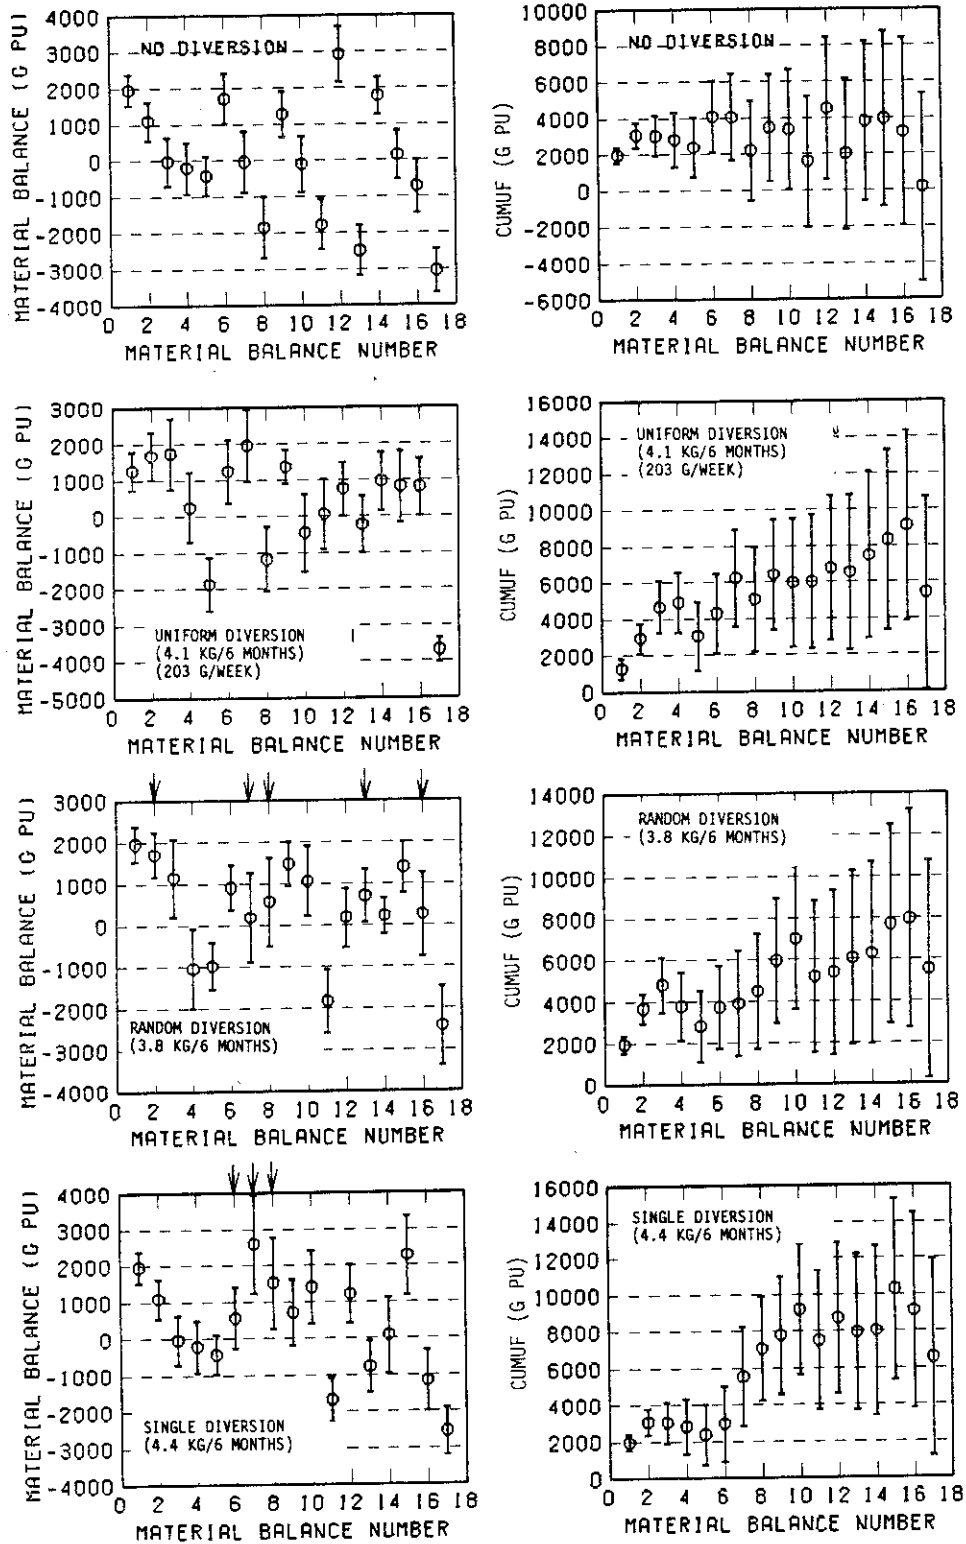 MATERIAL BALANCE (G PU)
4000
3000
2000
1000
0
-1000
-2000
-3000
-4000
NO DIVERSION
0 2 4 6 8 10 12 14 16 18
MATERIAL BALANCE NUMBER
CUMUF (G PU)
10000
8000
6000
4000
2000
0
-2000
-4000
-6000
NO DIVERSION
0 2 4 6 8 10 12 14 16 18
MATERIAL BALANCE NUMBER
MATERIAL BALANCE (G PU)
3000
2000
1000
0
-1000
-2000
-3000
-4000
-5000
UNIFORM DIVERSION
(4.1 KG/6 MONTHS)
(203 G/WEEK)
0 2 4 6 8 10 12 14 16 18
MATERIAL BALANCE NUMBER
CUMUF (G PU)
16000
14000
12000
10000
8000
6000
4000
2000
0
UNIFORM DIVERSION
(4.1 KG/6 MONTHS)
(203 G/WEEK)
0 2 4 6 8 10 12 14 16 18
MATERIAL BALANCE NUMBER
MATERIAL BALANCE (G PU)
3000
2000
1000
0
-1000
-2000
-3000
-4000
RANDOM DIVERSION
(3.8 KG/6 MONTHS)
0 2 4 6 8 10 12 14 16 18
MATERIAL BALANCE NUMBER
CUMUF (G PU)
14000
12000
10000
8000
6000
4000
2000
0
RANDOM DIVERSION
(3.8 KG/6 MONTHS)
0 2 4 6 8 10 12 14 16 18
MATERIAL BALANCE NUMBER
MATERIAL BALANCE (G PU)
4000
3000
2000
1000
0
-1000
-2000
-3000
-4000
SINGLE DIVERSION
(4.4 KG/6 MONTHS)
0 2 4 6 8 10 12 14 16 18
MATERIAL BALANCE NUMBER
CUMUF (G PU)
16000
14000
12000
10000
8000
6000
4000
2000
0
SINGLE DIVERSION
(4.4 KG/6 MONTHS)
0 2 4 6 8 10 12 14 16 18
MATERIAL BALANCE NUMBER